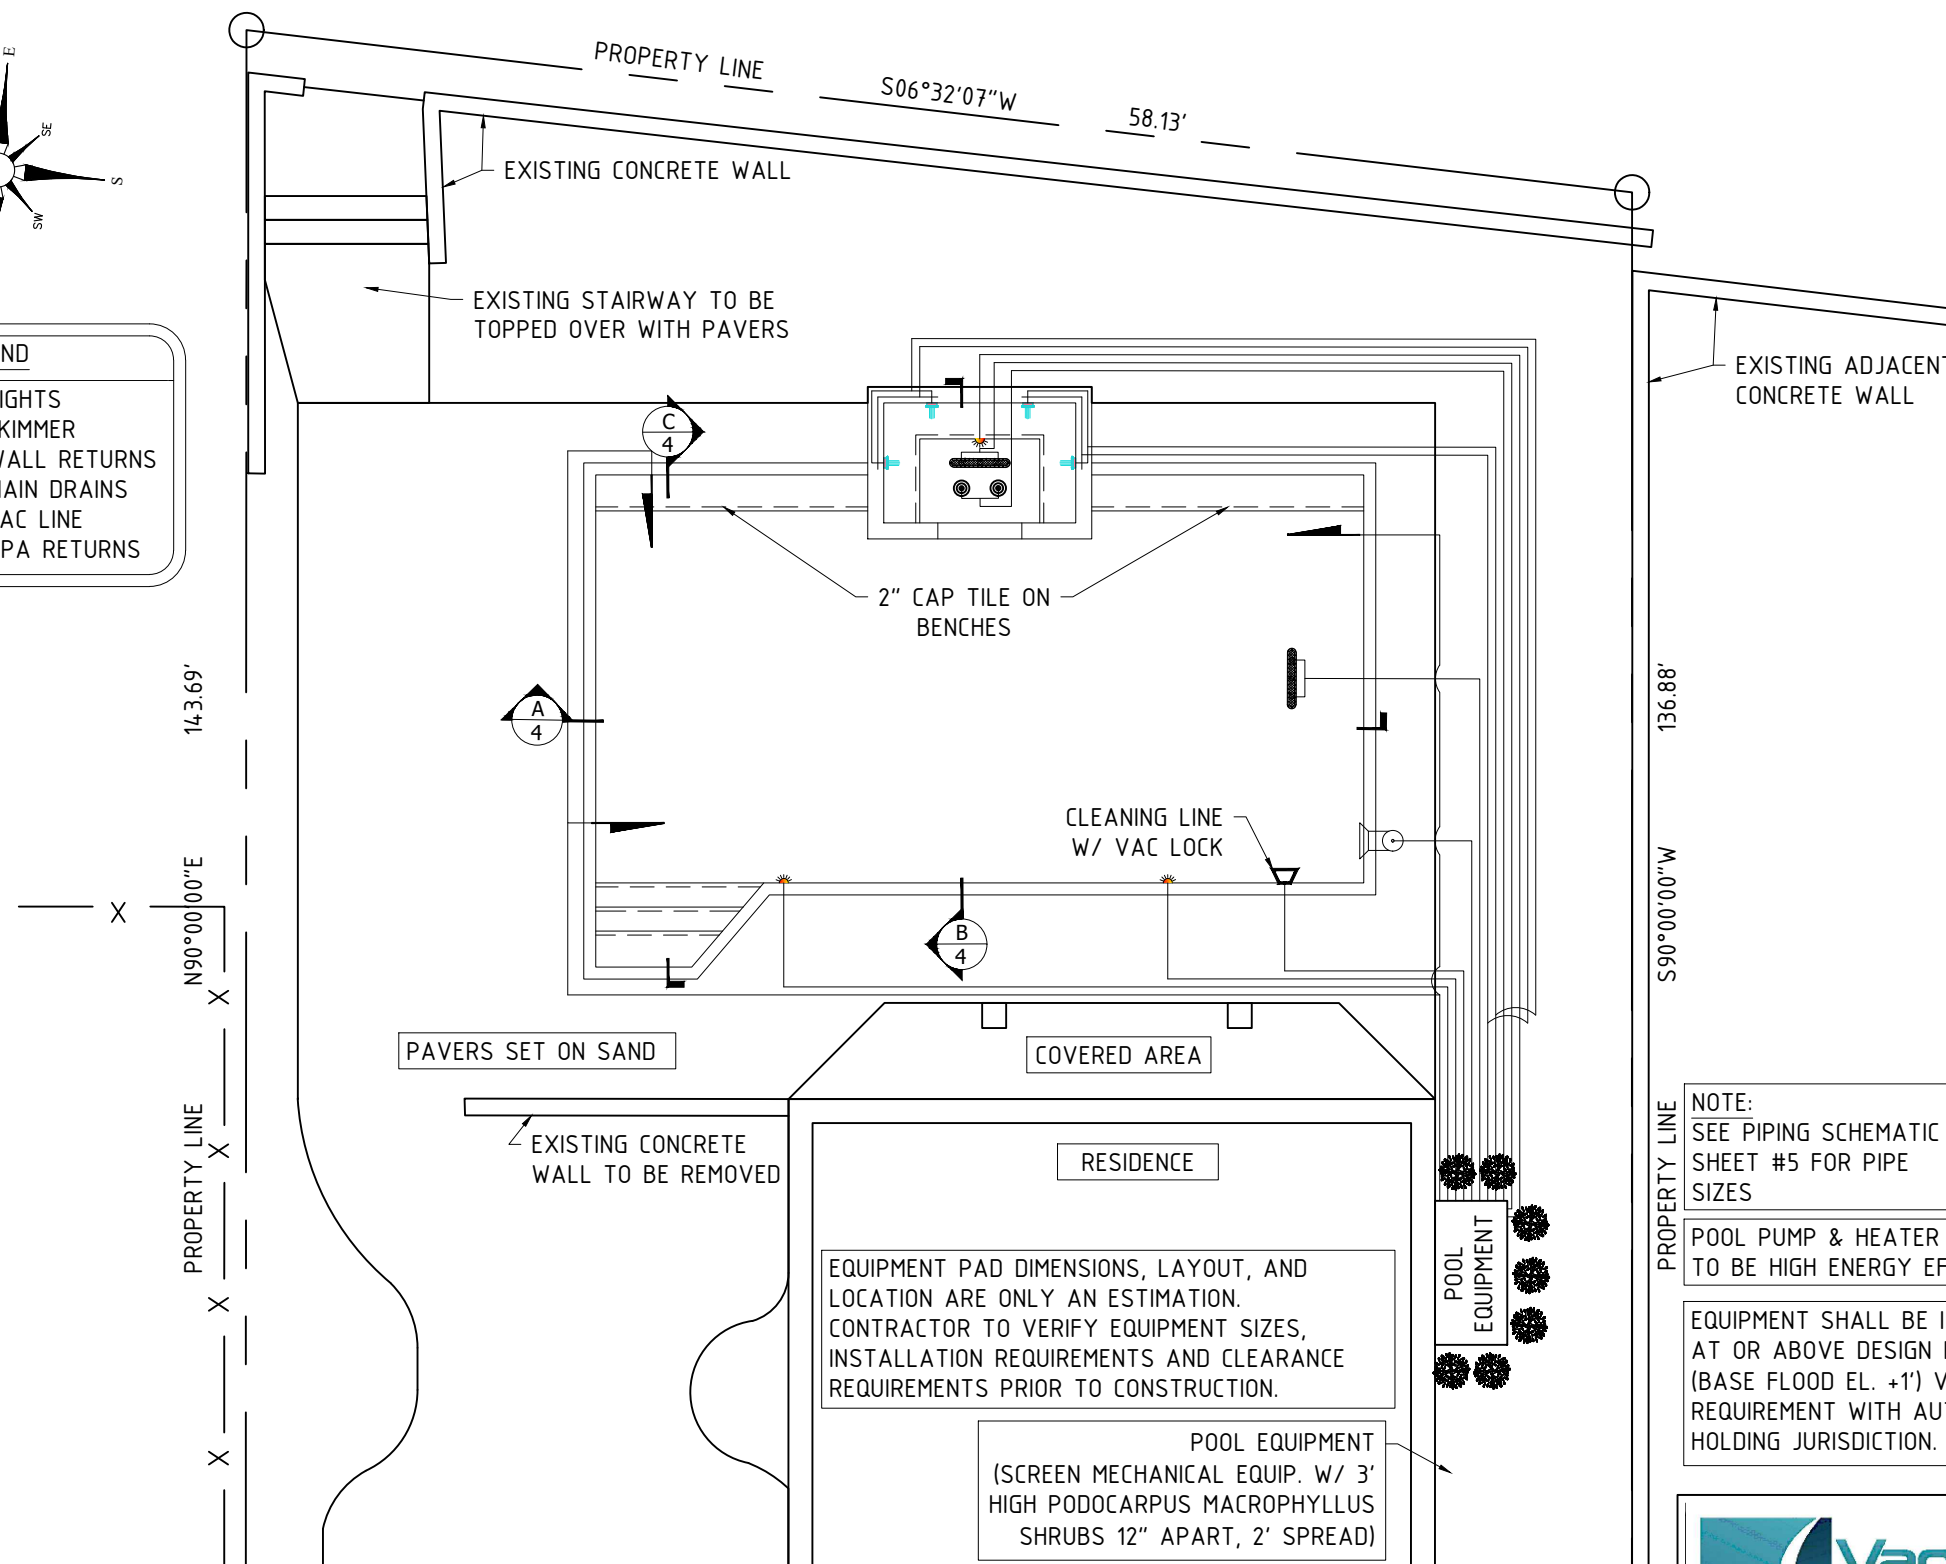 PROPERTY LINE
S06°32'07"W
58.13'
E
SE
S
SW
EXISTING CONCRETE WALL
EXISTING STAIRWAY TO BE
TOPPED OVER WITH PAVERS
EXISTING ADJACENT
CONCRETE WALL
ND
IGHTS
KIMMER
WALL RETURNS
MAIN DRAINS
AC LINE
PA RETURNS
C
4
2" CAP TILE ON
BENCHES
143.69'
N90°00'00"E
PROPERTY LINE
A
4
136.88'
S90°00'00"W
PROPERTY LINE
CLEANING LINE
W/ VAC LOCK
X
X
X
X
X
B
4
PAVERS SET ON SAND
COVERED AREA
EXISTING CONCRETE
WALL TO BE REMOVED
RESIDENCE
NOTE:
SEE PIPING SCHEMATIC
SHEET #5 FOR PIPE
SIZES
POOL PUMP & HEATER
TO BE HIGH ENERGY EF
EQUIPMENT SHALL BE I
AT OR ABOVE DESIGN
(BASE FLOOD EL. +1') V
REQUIREMENT WITH AU
HOLDING JURISDICTION.
POOL
EQUIPMENT
EQUIPMENT PAD DIMENSIONS, LAYOUT, AND
LOCATION ARE ONLY AN ESTIMATION.
CONTRACTOR TO VERIFY EQUIPMENT SIZES,
INSTALLATION REQUIREMENTS AND CLEARANCE
REQUIREMENTS PRIOR TO CONSTRUCTION.
POOL EQUIPMENT
(SCREEN MECHANICAL EQUIP. W/ 3'
HIGH PODOCARPUS MACROPHYLLUS
SHRUBS 12" APART, 2' SPREAD)